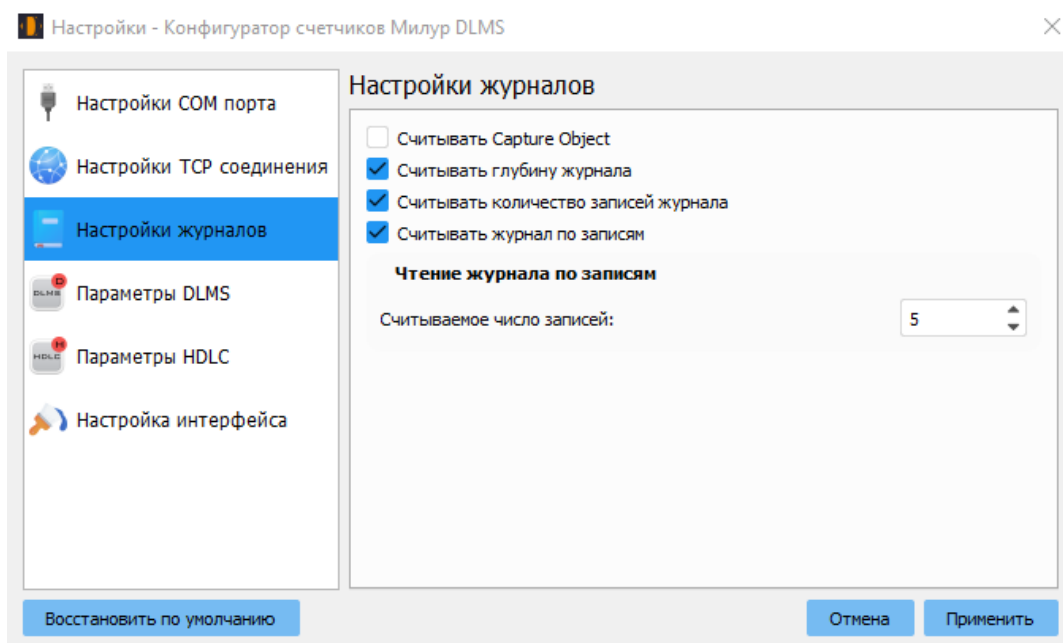 Настройки - Конфигуратор счетчиков Милур DLMS
Настройки COM порта
Настройки TCP соединения
Настройки журналов
DLMS
D
Параметры DLMS
HDLC
H
Параметры HDLC
Настройка интерфейса
Настройки журналов
Считывать Capture Object
Считывать глубину журнала
Считывать количество записей журнала
Считывать журнал по записям
Чтение журнала по записям
Считываемое число записей: 5
Восстановить по умолчанию
Отмена
Применить